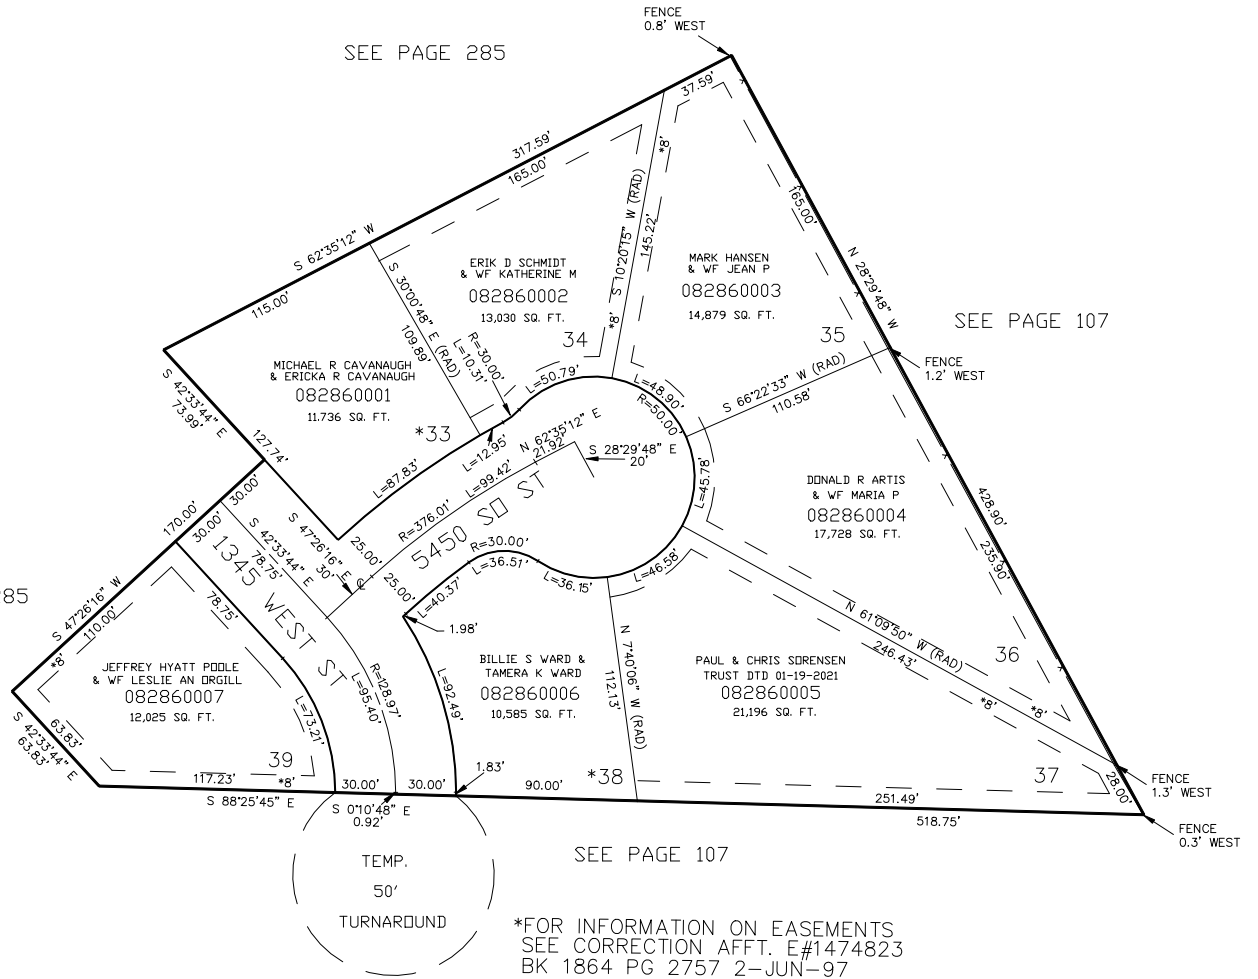 FENCE
0.8' WEST
SEE PAGE 285
37.59'
317.59'
165.00'
*8'
S 10°20'15" W (RAD)
145.22'
165.00'
N 28°29'48" W
S 62°35'12" W
115.00'
S 30°00'48" E (RAD)
109.89'
ERIK D SCHMIDT
& WF KATHERINE M
082860002
13,030 SQ. FT.
34
*8'
MARK HANSEN
& WF JEAN P
082860003
14,879 SQ. FT.
35
SEE PAGE 107
FENCE
1.2' WEST
R=30.00'
L=10.31'
L=50.79'
L=48.90'
R=50.00'
S 66°22'33" W (RAD)
110.58'
MICHAEL R CAVANAUGH
& ERICKA R CAVANAUGH
082860001
11.736 SQ. FT.
*33
S 42°33'44" E
73.99'
127.74'
L=87.83'
L=12.95'
N 62°35'12" E
21.92'
L=99.42'
S 28°29'48" E
20'
R=376.01'
5450 SO ST
L=45.78'
L=46.58'
DONALD R ARTIS
& WF MARIA P
082860004
17,728 SQ. FT.
428.90'
235.90'
36
30.00'
170.00'
30.00'
S 47°26'16" E
30'
25.00'
25.00'
S 42°33'44" E
78.75'
1345 WEST ST
R=30.00'
L=36.51'
L=36.15'
L=40.37'
1.98'
N 61°09'50" W (RAD)
246.43'
*8'
*8'
85
S 47°26'16" W
110.00'
*8'
78.75'
JEFFREY HYATT POOLE
& WF LESLIE AN ORGILL
082860007
12,025 SQ. FT.
39
R=128.97'
L=95.40'
L=73.21'
L=92.49'
BILLIE S WARD &
TAMERA K WARD
082860006
10,585 SQ. FT.
*38
N 7°40'06" W (RAD)
112.13'
PAUL & CHRIS SORENSEN
TRUST DTD 01-19-2021
082860005
21,196 SQ. FT.
37
63.83'
S 42°33'44" E
63.83'
117.23'
*8'
S 88°25'45" E
30.00'
30.00'
1.83'
90.00'
251.49'
518.75'
28.00'
FENCE
1.3' WEST
FENCE
0.3' WEST
S 0°10'48" E
0.92'
TEMP.
50'
TURNAROUND
SEE PAGE 107
*FOR INFORMATION ON EASEMENTS
SEE CORRECTION AFFT. E#1474823
BK 1864 PG 2757 2-JUN-97